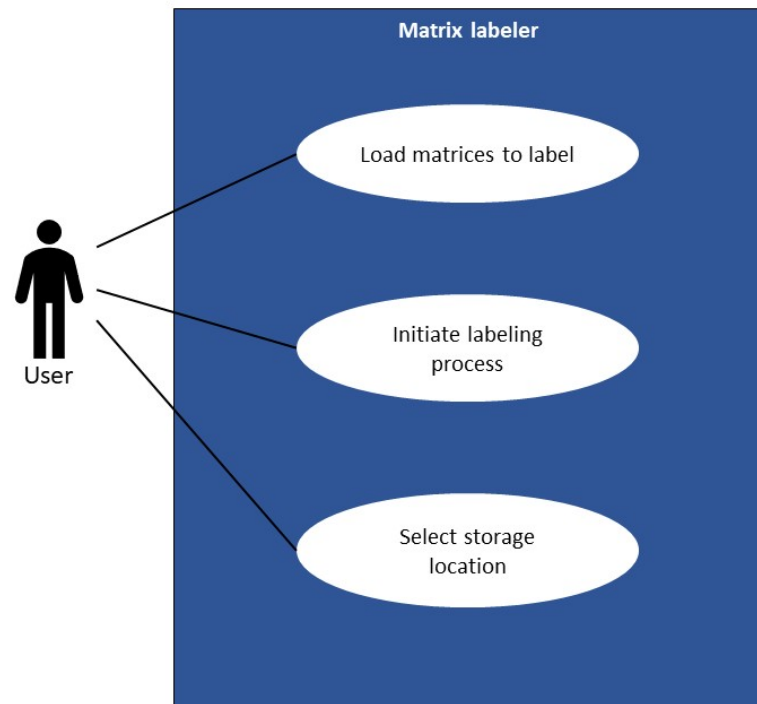 Matrix labeler
Load matrices to label
Initiate labeling
process
User
Select storage
location